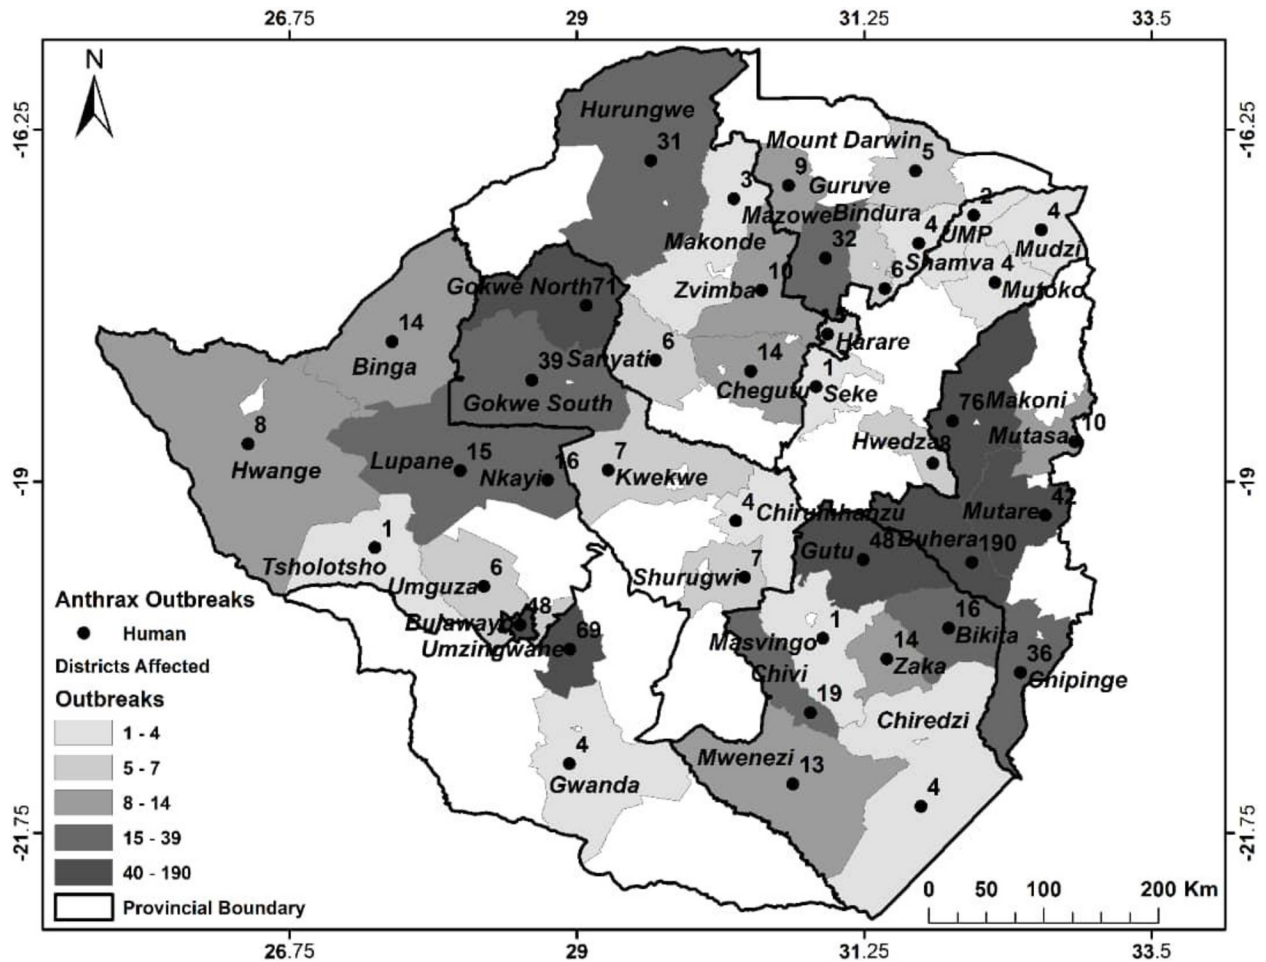 26.75 29 31.25 33.5
N
-16.25 -16.25
Hurungwe
31
Mount Darwin
5
9
Guruve
3
Mazowe Bindura
2
4
UMP
4
Mudzi
Makonde
32
Shamva
4
Mutoko
6
Gokwe North 71
Zvimba
10
14
Binga
Harare
Sanyati
6
39
Gokwe South
14
Chegutu
1
Seke
76 Makoni
10
Mutasa
8
Hwange
Lupane
15
Nkayi
16
7
Kwekwe
Hwedza 8
-19 -19
4
Chirumhanzu
Mutare
42
1
Tsholotsho
Gutu
48
Buhera
190
Umguza
6
Shurugwi
7
Bulawayo
48
Umzingwane
69
Masvingo
1
14
Zaka
16
Bikita
36
Chipinge
Chivi
19
Chiredzi
4
Gwanda
Mwenezi
13
4
-21.75 -21.75
Anthrax Outbreaks
Human
Districts Affected
Outbreaks
1 - 4
5 - 7
8 - 14
15 - 39
40 - 190
Provincial Boundary
0 50 100 200 Km
26.75 29 31.25 33.5